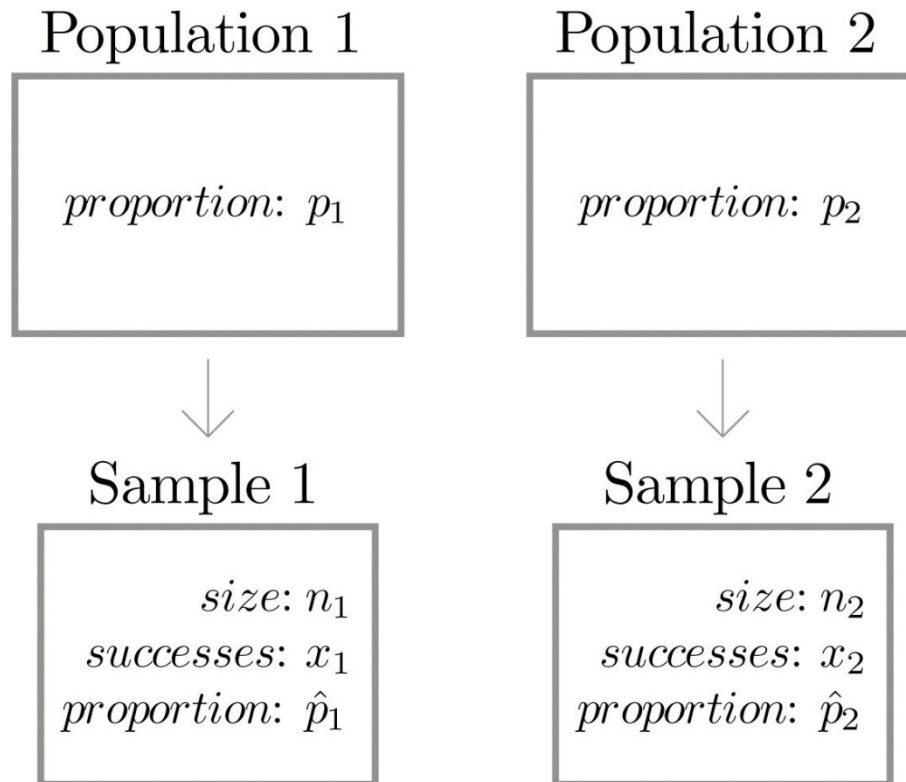 Population 1
proportion: p₁
Sample 1
size: n₁
successes: x₁
proportion: p̂₁
Population 2
proportion: p₂
Sample 2
size: n₂
successes: x₂
proportion: p̂₂